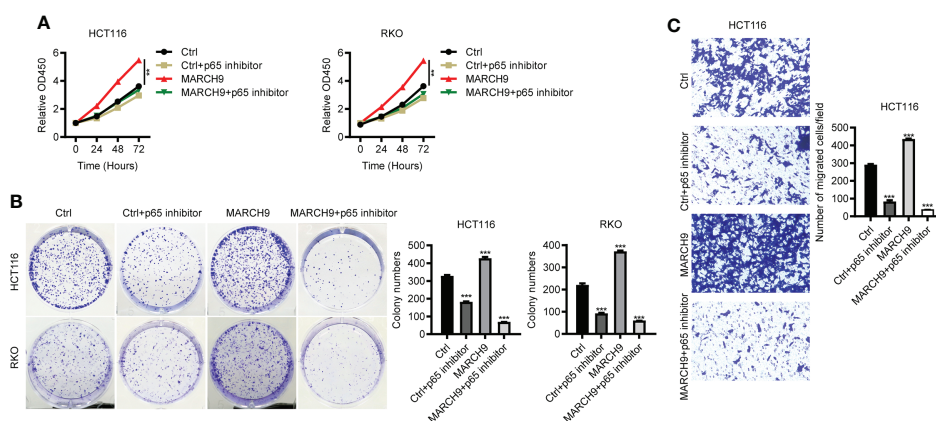 A
HCT116
Relative OD450
6
4
2
0
0 24 48 72
Time (Hours)
**
Ctrl
Ctrl+p65 inhibitor
MARCH9
MARCH9+p65 inhibitor
RKO
Relative OD450
6
4
2
0
0 24 48 72
Time (Hours)
**
Ctrl
Ctrl+p65 inhibitor
MARCH9
MARCH9+p65 inhibitor
B
Ctrl Ctrl+p65 inhibitor MARCH9 MARCH9+p65 inhibitor
HCT116
RKO
HCT116
Colony numbers
500
400
300
200
100
0
*** *** ***
Ctrl
Ctrl+p65 inhibitor
MARCH9
MARCH9+p65 inhibitor
RKO
Colony numbers
400
300
200
100
0
*** *** ***
Ctrl
Ctrl+p65 inhibitor
MARCH9
MARCH9+p65 inhibitor
C
HCT116
Ctrl
Ctrl+p65 inhibitor
MARCH9
MARCH9+p65 inhibitor
HCT116
Number of migrated cells/field
500
400
300
200
100
0
*** *** ***
Ctrl
Ctrl+p65 inhibitor
MARCH9
MARCH9+p65 inhibitor